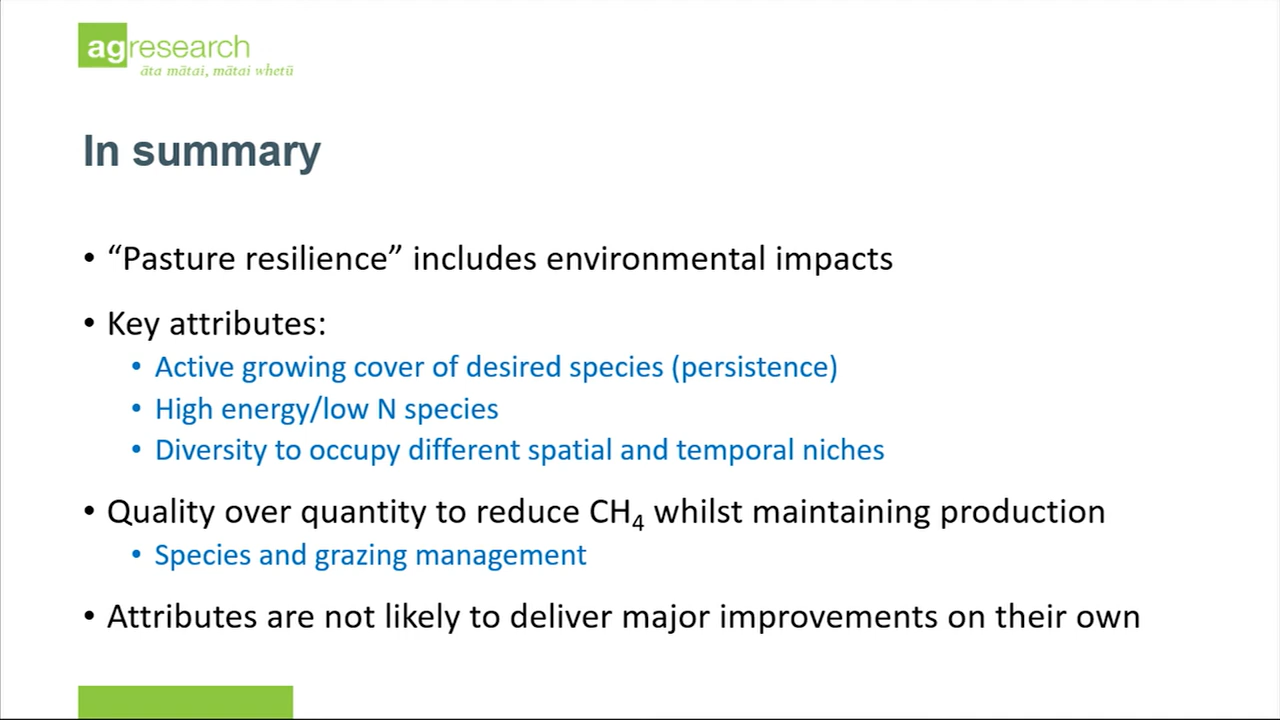 agresearch
āta mātai, mātai whetū
In summary
• “Pasture resilience” includes environmental impacts
• Key attributes:
• Active growing cover of desired species (persistence)
• High energy/low N species
• Diversity to occupy different spatial and temporal niches
• Quality over quantity to reduce CH₄ whilst maintaining production
• Species and grazing management
• Attributes are not likely to deliver major improvements on their own